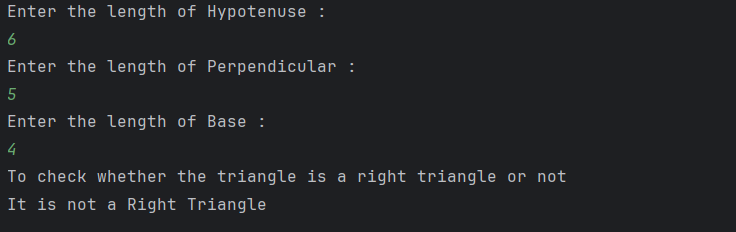 Enter the length of Hypotenuse :
6
Enter the length of Perpendicular :
5
Enter the length of Base :
4
To check whether the triangle is a right triangle or not
It is not a Right Triangle